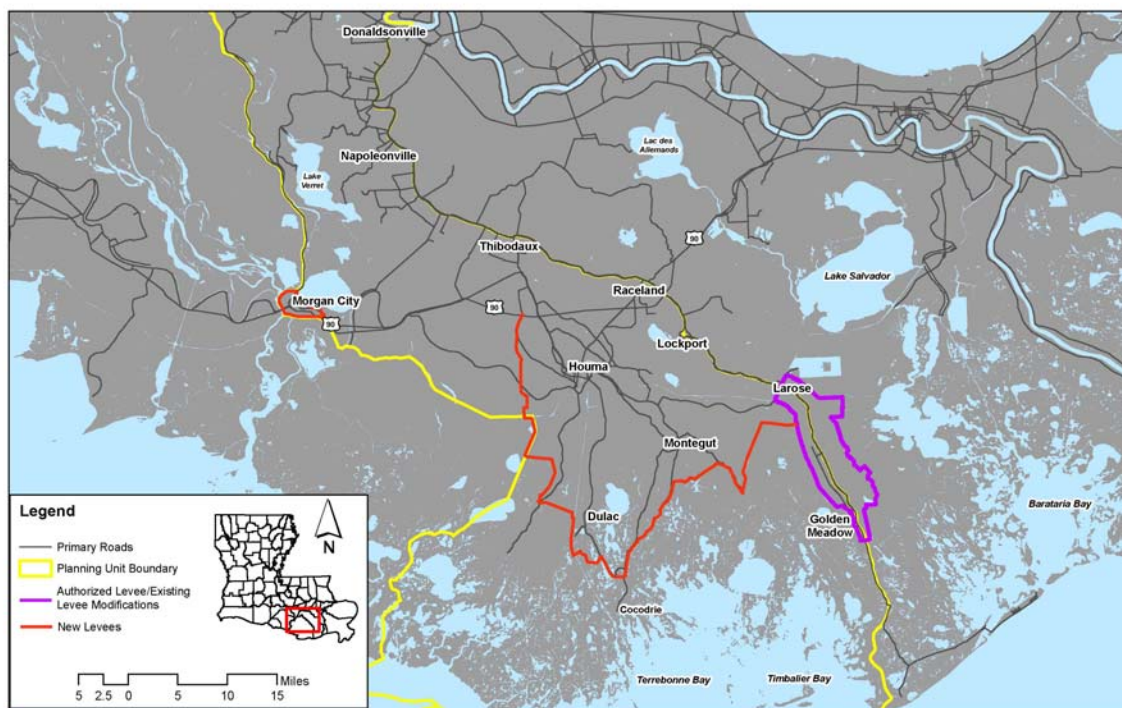 Donaldsonville
Napoleonville
Lake
Verret
Lac des
Allemands
Thibodaux
90
Lake Salvador
Raceland
Morgan City
90
90
Lockport
Houma
Larose
Montegut
Barataria Bay
Dulac
Golden
Meadow
Cocodrie
Terrebonne Bay
Timbalier Bay
Legend
N
Primary Roads
Planning Unit Boundary
Authorized Levee/Existing
Levee Modifications
New Levees
5 2.5 0 5 10 15 Miles